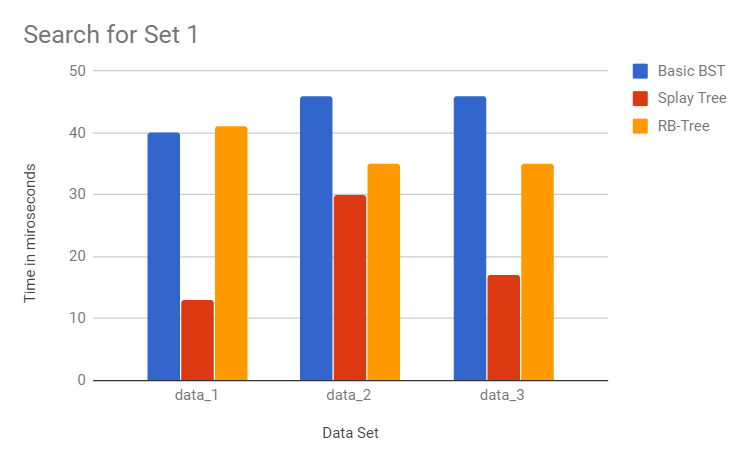 Search for Set 1
50
40
30
20
10
0
Time in miroseconds
data_1
data_2
data_3
Data Set
Basic BST
Splay Tree
RB-Tree